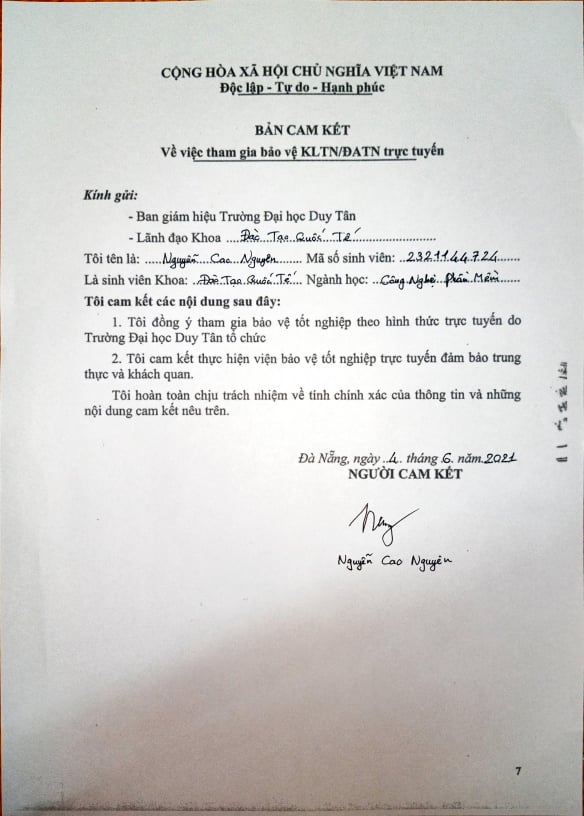 CỘNG HÒA XÃ HỘI CHỦ NGHĨA VIỆT NAM
Độc lập - Tự do - Hạnh phúc
BẢN CAM KẾT
Về việc tham gia bảo vệ KLTN/ĐATN trực tuyến
Kính gửi:
- Ban giám hiệu Trường Đại học Duy Tân
- Lãnh đạo Khoa ....Đào Tạo Quốc Tế....................
Tôi tên là: .....Nguyễn Cao Nguyên....... Mã số sinh viên: ..2321144724......
Là sinh viên Khoa: ..Đào Tạo Quốc Tế.. Ngành học: ..Công Nghệ Phần Mềm......
Tôi cam kết các nội dung sau đây:
1. Tôi đồng ý tham gia bảo vệ tốt nghiệp theo hình thức trực tuyến do
Trường Đại học Duy Tân tổ chức
2. Tôi cam kết thực hiện viện bảo vệ tốt nghiệp trực tuyến đảm bảo trung
thực và khách quan.
Tôi hoàn toàn chịu trách nhiệm về tính chính xác của thông tin và những
nội dung cam kết nêu trên.
Đà Nẵng, ngày ..4.. tháng .6. năm.2021
NGƯỜI CAM KẾT
Nguyễn Cao Nguyên
7